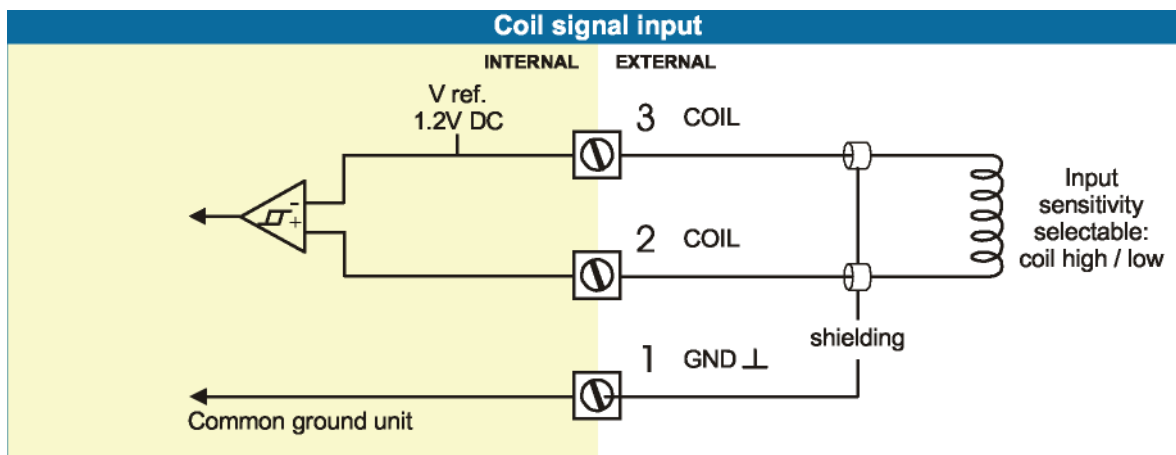 Coil signal input
INTERNAL
EXTERNAL
V ref.
1.2V DC
3 COIL
-
+
2 COIL
Input
sensitivity
selectable:
coil high / low
shielding
1 GND ⊥
Common ground unit